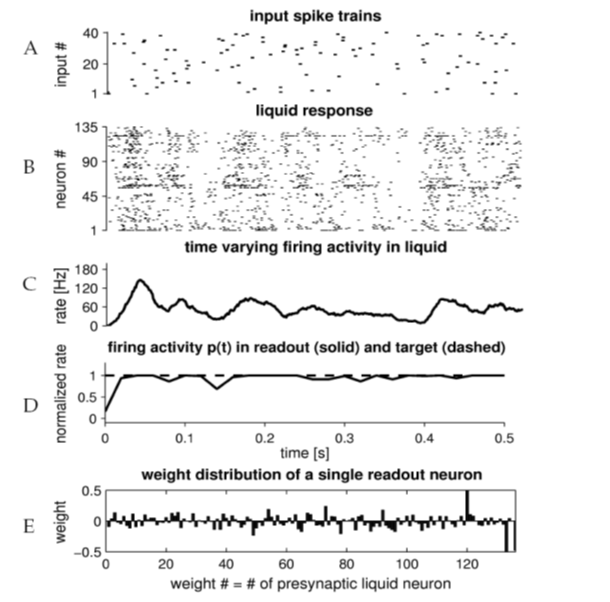 input spike trains
A
input #
40
20
1
liquid response
B
neuron #
135
90
45
1
time varying firing activity in liquid
C
rate [Hz]
180
120
60
0
firing activity p(t) in readout (solid) and target (dashed)
D
normalized rate
1
0.5
0
0 0.1 0.2 0.3 0.4 0.5
time [s]
weight distribution of a single readout neuron
E
weight
0.5
0
−0.5
0 20 40 60 80 100 120
weight # = # of presynaptic liquid neuron